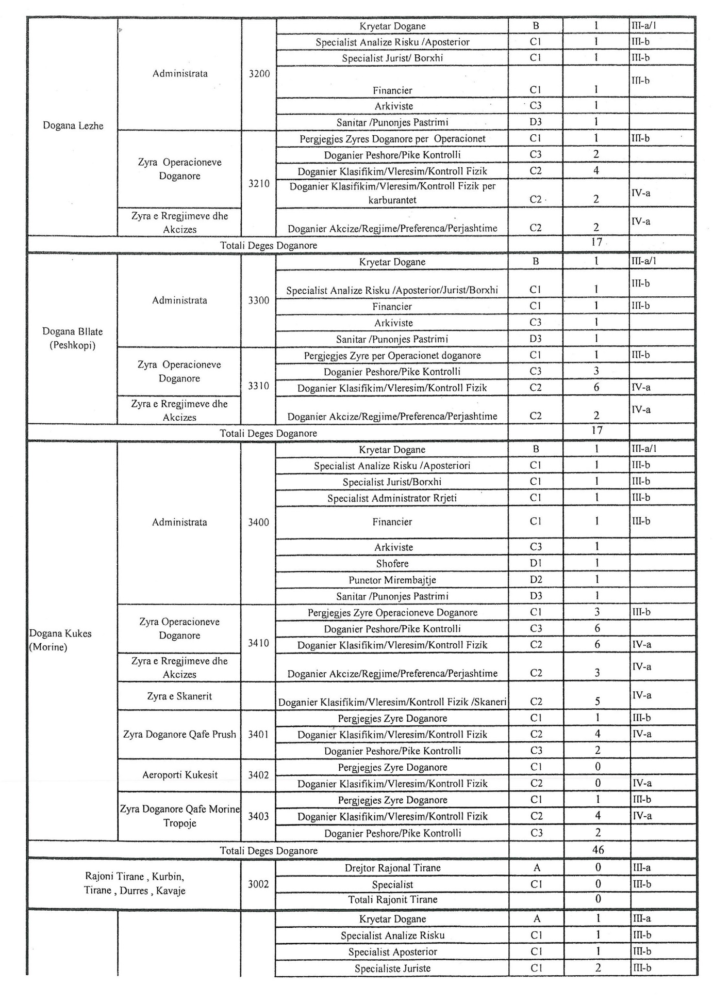 Kryetar Dogane B 1 III-a/1
Specialist Analize Risku /Aposterior C1 1 III-b
Specialist Jurist/ Borxhi C1 1 III-b
Administrata 3200
III-b
Financier C1 1
Arkiviste C3 1
Sanitar /Punonjes Pastrimi D3 1
Dogana Lezhe
Pergjegjes Zyres Doganore per Operacionet C1 1 III-b
Doganier Peshore/Pike Kontrolli C3 2
Zyra Operacioneve
Doganore
Doganier Klasifikim/Vleresim/Kontroll Fizik C2 4
3210
Doganier Klasifikim/Vleresim/Kontroll Fizik per
karburantet C2 2 IV-a
Zyra e Rregjimeve dhe
Akcizes
Doganier Akcize/Regjime/Preferenca/Perjashtime C2 2 IV-a
Totali Deges Doganore 17
Kryetar Dogane B 1 III-a/1
Specialist Analize Risku /Aposterior/Jurist/Borxhi C1 1 III-b
Administrata 3300
Financier C1 1 III-b
Arkiviste C3 1
Dogana Bllate
(Peshkopi)
Sanitar /Punonjes Pastrimi D3 1
Pergjegjes Zyre per Operacionet doganore C1 1 III-b
Zyra Operacioneve
Doganore
Doganier Peshore/Pike Kontrolli C3 3
3310
Doganier Klasifikim/Vleresim/Kontroll Fizik C2 6 IV-a
Zyra e Rregjimeve dhe
Akcizes
Doganier Akcize/Regjime/Preferenca/Perjashtime C2 2 IV-a
Totali Deges Doganore 17
Kryetar Dogane B 1 III-a/1
Specialist Analize Risku /Aposteriori C1 1 III-b
Specialist Jurist/Borxhi C1 1 III-b
Specialist Administrator Rrjeti C1 1 III-b
Administrata 3400
Financier C1 1 III-b
Arkiviste C3 1
Shofere D1 1
Punetor Mirembajtje D2 1
Sanitar /Punonjes Pastrimi D3 1
Pergjegjes Zyre Operacioneve Doganore C1 3 III-b
Zyra Operacioneve
Doganore
Dogana Kukes
(Morine)
Doganier Peshore/Pike Kontrolli C3 6
3410
Doganier Klasifikim/Vleresim/Kontroll Fizik C2 6 IV-a
Zyra e Rregjimeve dhe
Akcizes
Doganier Akcize/Regjime/Preferenca/Perjashtime C2 3 IV-a
Zyra e Skanerit
Doganier Klasifikim/Vleresim/Kontroll Fizik /Skaneri C2 5 IV-a
Pergjegjes Zyre Doganore C1 1 III-b
Zyra Doganore Qafe Prush 3401 Doganier Klasifikim/Vleresim/Kontroll Fizik C2 4 IV-a
Doganier Peshore/Pike Kontrolli C3 2
Pergjegjes Zyre Doganore C1 0
Aeroporti Kukesit 3402
Doganier Klasifikim/Vleresim/Kontroll Fizik C2 0 IV-a
Pergjegjes Zyre Doganore C1 1 III-b
Zyra Doganore Qafe Morine
Tropoje
3403 Doganier Klasifikim/Vleresim/Kontroll Fizik C2 4 IV-a
Doganier Peshore/Pike Kontrolli C3 2
Totali Deges Doganore 46
Drejtor Rajonal Tirane A 0 III-a
Rajoni Tirane , Kurbin,
Tirane , Durres , Kavaje
3002 Specialist C1 0 III-b
Totali Rajonit Tirane 0
Kryetar Dogane A 1 III-a
Specialist Analize Risku C1 1 III-b
Specialist Aposterior C1 1 III-b
Specialiste Juriste C1 2 III-b